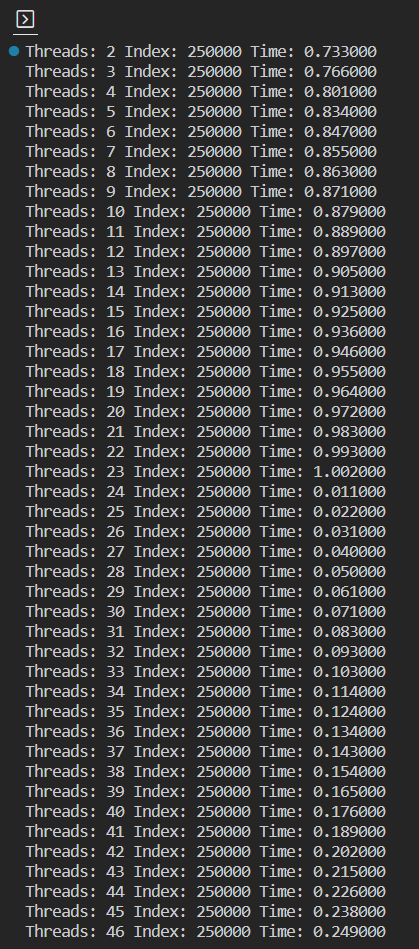 Threads: 2 Index: 250000 Time: 0.733000
Threads: 3 Index: 250000 Time: 0.766000
Threads: 4 Index: 250000 Time: 0.801000
Threads: 5 Index: 250000 Time: 0.834000
Threads: 6 Index: 250000 Time: 0.847000
Threads: 7 Index: 250000 Time: 0.855000
Threads: 8 Index: 250000 Time: 0.863000
Threads: 9 Index: 250000 Time: 0.871000
Threads: 10 Index: 250000 Time: 0.879000
Threads: 11 Index: 250000 Time: 0.889000
Threads: 12 Index: 250000 Time: 0.897000
Threads: 13 Index: 250000 Time: 0.905000
Threads: 14 Index: 250000 Time: 0.913000
Threads: 15 Index: 250000 Time: 0.925000
Threads: 16 Index: 250000 Time: 0.936000
Threads: 17 Index: 250000 Time: 0.946000
Threads: 18 Index: 250000 Time: 0.955000
Threads: 19 Index: 250000 Time: 0.964000
Threads: 20 Index: 250000 Time: 0.972000
Threads: 21 Index: 250000 Time: 0.983000
Threads: 22 Index: 250000 Time: 0.993000
Threads: 23 Index: 250000 Time: 1.002000
Threads: 24 Index: 250000 Time: 0.011000
Threads: 25 Index: 250000 Time: 0.022000
Threads: 26 Index: 250000 Time: 0.031000
Threads: 27 Index: 250000 Time: 0.040000
Threads: 28 Index: 250000 Time: 0.050000
Threads: 29 Index: 250000 Time: 0.061000
Threads: 30 Index: 250000 Time: 0.071000
Threads: 31 Index: 250000 Time: 0.083000
Threads: 32 Index: 250000 Time: 0.093000
Threads: 33 Index: 250000 Time: 0.103000
Threads: 34 Index: 250000 Time: 0.114000
Threads: 35 Index: 250000 Time: 0.124000
Threads: 36 Index: 250000 Time: 0.134000
Threads: 37 Index: 250000 Time: 0.143000
Threads: 38 Index: 250000 Time: 0.154000
Threads: 39 Index: 250000 Time: 0.165000
Threads: 40 Index: 250000 Time: 0.176000
Threads: 41 Index: 250000 Time: 0.189000
Threads: 42 Index: 250000 Time: 0.202000
Threads: 43 Index: 250000 Time: 0.215000
Threads: 44 Index: 250000 Time: 0.226000
Threads: 45 Index: 250000 Time: 0.238000
Threads: 46 Index: 250000 Time: 0.249000